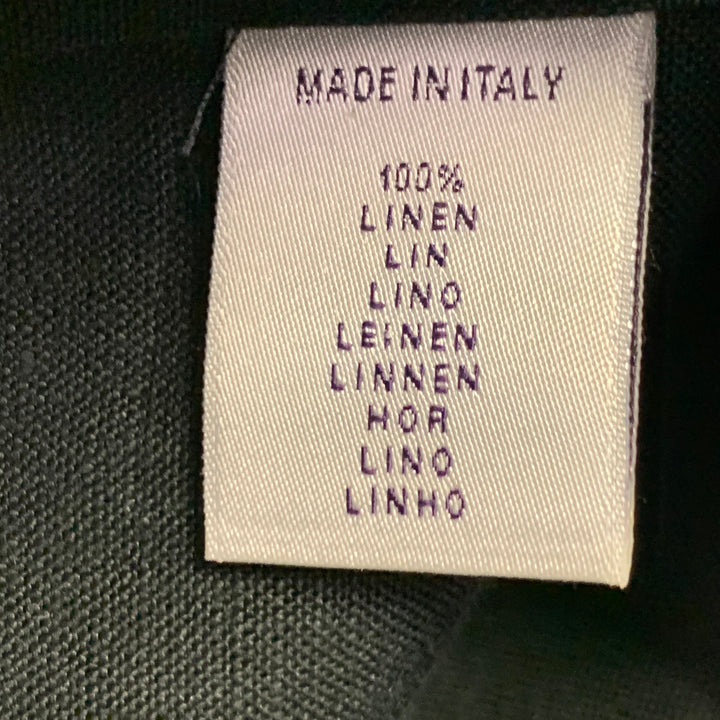 MADE IN ITALY
100%
LINEN
LIN
LINO
LEINEN
LINNEN
HOR
LINO
LINHO